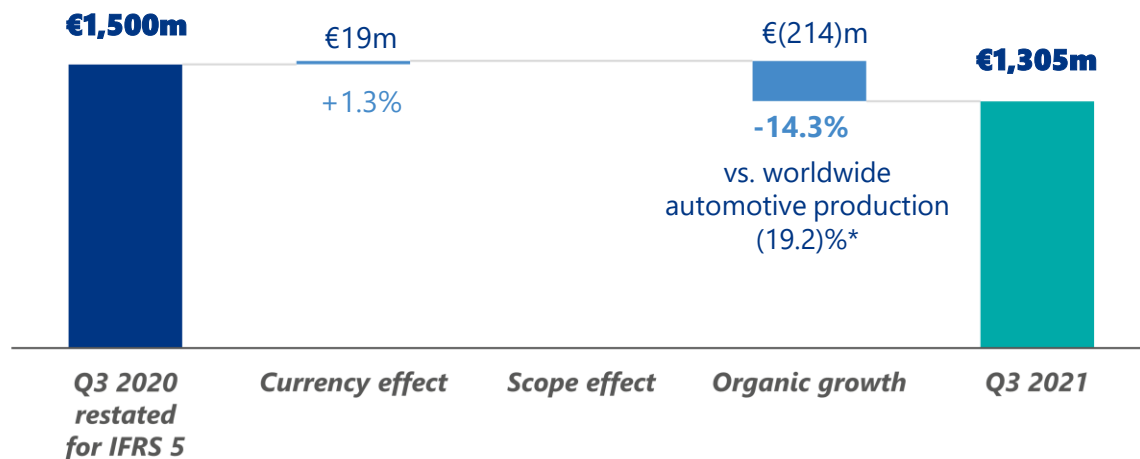 €1,500m
€19m
+1.3%
€(214)m
-14.3%
vs. worldwide
automotive production
(19.2)%*
€1,305m
Q3 2020
restated
for IFRS 5
Currency effect
Scope effect
Organic growth
Q3 2021